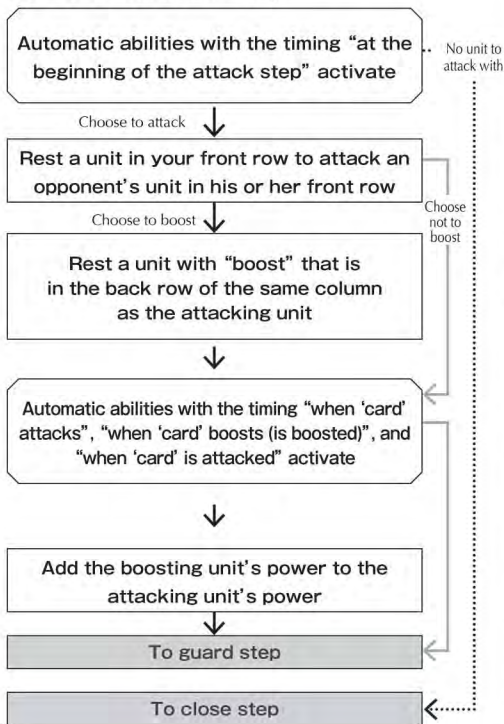 Automatic abilities with the timing “at the
beginning of the attack step” activate
No unit to
attack with
Choose to attack
Rest a unit in your front row to attack an
opponent’s unit in his or her front row
Choose
not to
boost
Choose to boost
Rest a unit with “boost” that is
in the back row of the same column
as the attacking unit
Automatic abilities with the timing “when ‘card’
attacks”, “when ‘card’ boosts (is boosted)”, and
“when ‘card’ is attacked” activate
Add the boosting unit’s power to the
attacking unit’s power
To guard step
To close step